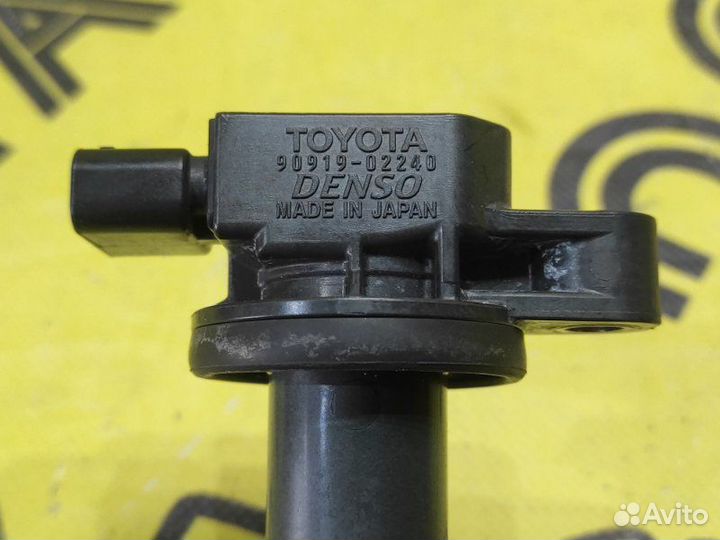 TOYOTA
90919-02240
DENSO
MADE IN JAPAN
Avito